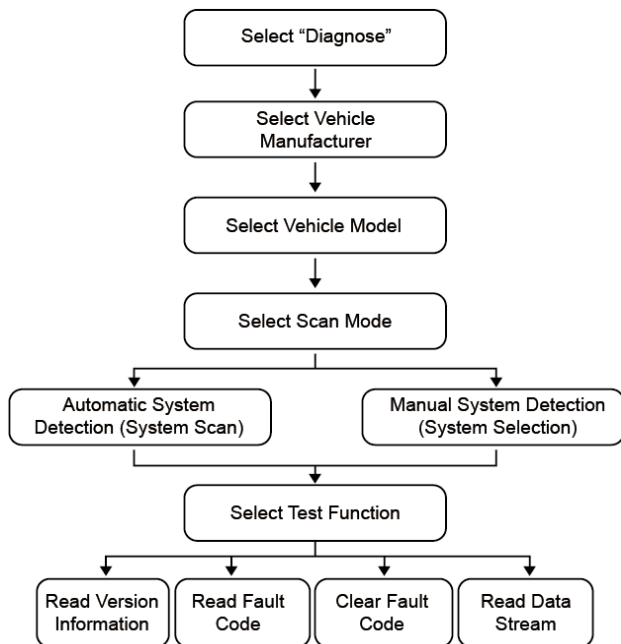 Select “Diagnose”
Select Vehicle
Manufacturer
Select Vehicle Model
Select Scan Mode
Automatic System
Detection (System Scan)
Manual System Detection
(System Selection)
Select Test Function
Read Version
Information
Read Fault
Code
Clear Fault
Code
Read Data
Stream